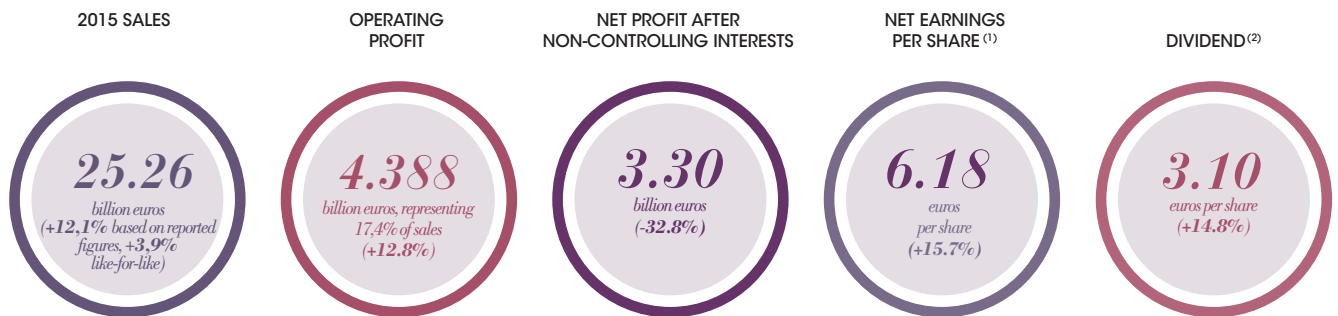 2015 SALES
25.26
billion euros
(+12,1% based on reported
figures, +3,9%
like-for-like)
OPERATING
PROFIT
4.388
billion euros, representing
17,4% of sales
(+12.8%)
NET PROFIT AFTER
NON-CONTROLLING INTERESTS
3.30
billion euros
(-32.8%)
NET EARNINGS
PER SHARE (1)
6.18
euros
per share
(+15.7%)
DIVIDEND(2)
3.10
euros per share
(+14.8%)